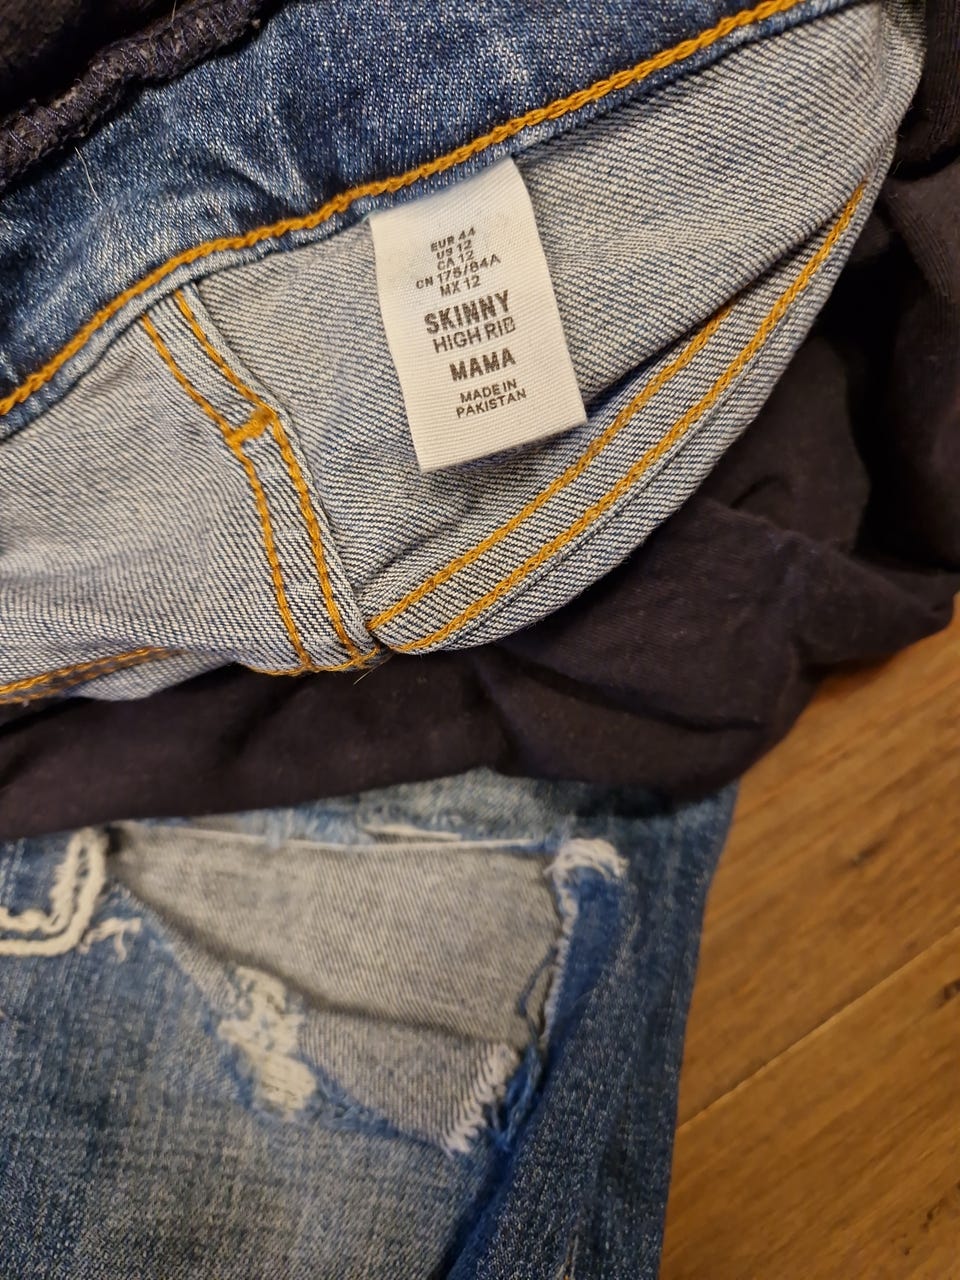 EUR 44
US 12
CA 12
CN 175/84A
MX 12
SKINNY
HIGH RIB
MAMA
MADE IN
PAKISTAN